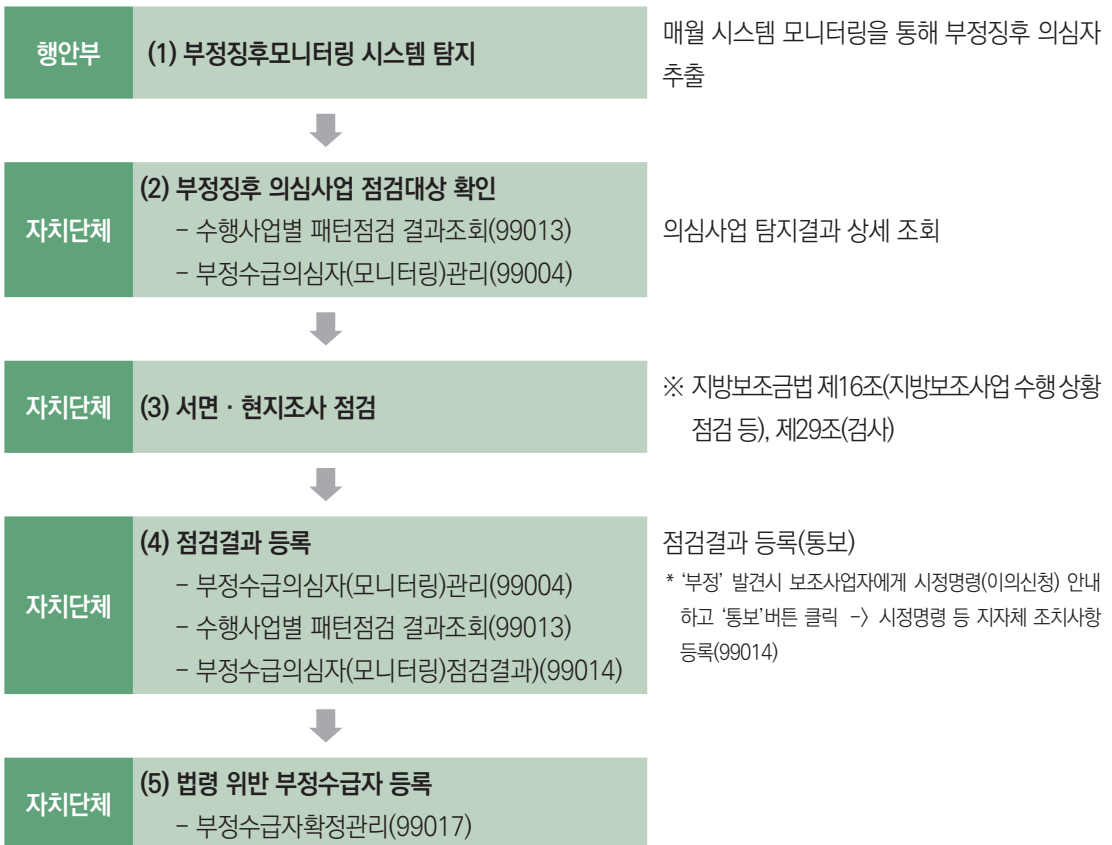 행안부
(1) 부정징후모니터링 시스템 탐지
매월 시스템 모니터링을 통해 부정징후 의심자
추출
자치단체
(2) 부정징후 의심사업 점검대상 확인
- 수행사업별 패턴점검 결과조회(99013)
- 부정수급의심자(모니터링)관리(99004)
의심사업 탐지결과 상세 조회
자치단체
(3) 서면 · 현지조사 점검
※ 지방보조금법 제16조(지방보조사업 수행 상황
점검 등), 제29조(검사)
자치단체
(4) 점검결과 등록
- 부정수급의심자(모니터링)관리(99004)
- 수행사업별 패턴점검 결과조회(99013)
- 부정수급의심자(모니터링)점검결과)(99014)
점검결과 등록(통보)
* ‘부정’ 발견시 보조사업자에게 시정명령(이의신청) 안내
하고 ‘통보’버튼 클릭 -> 시정명령 등 지자체 조치사항
등록(99014)
자치단체
(5) 법령 위반 부정수급자 등록
- 부정수급자확정관리(99017)